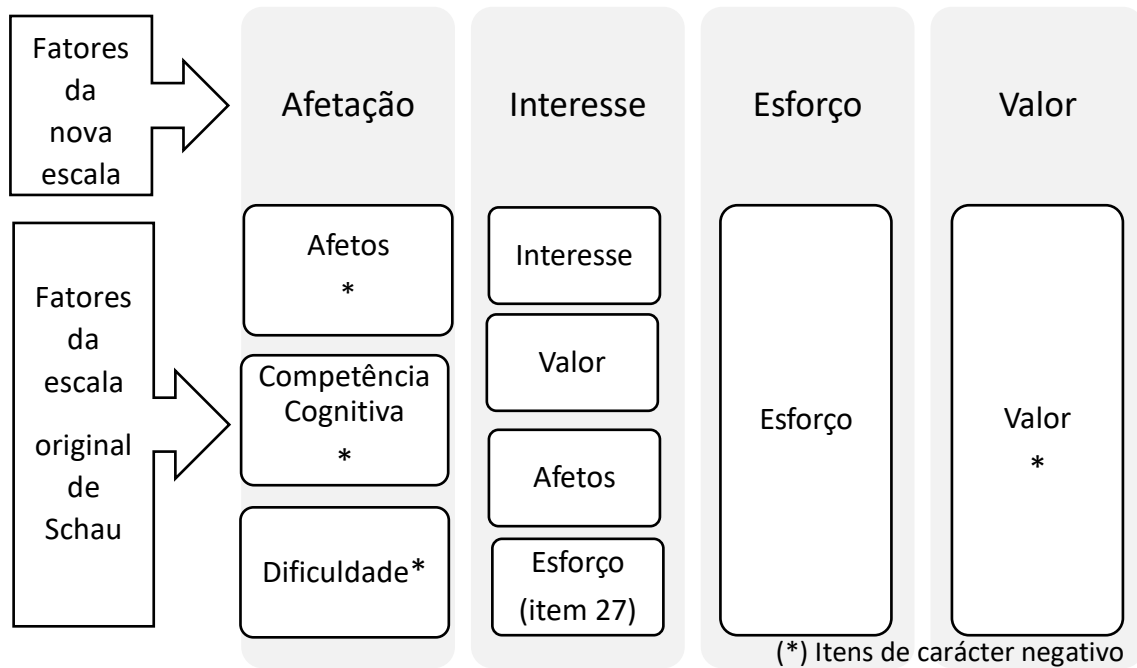 Fatores
da
nova
escala
Afetação
Interesse
Esforço
Valor
Fatores
da
escala
original
de
Schau
Afetos
*
Competência
Cognitiva
*
Dificuldade*
Interesse
Valor
Afetos
Esforço
(item 27)
Esforço
Valor
*
(*) Itens de carácter negativo